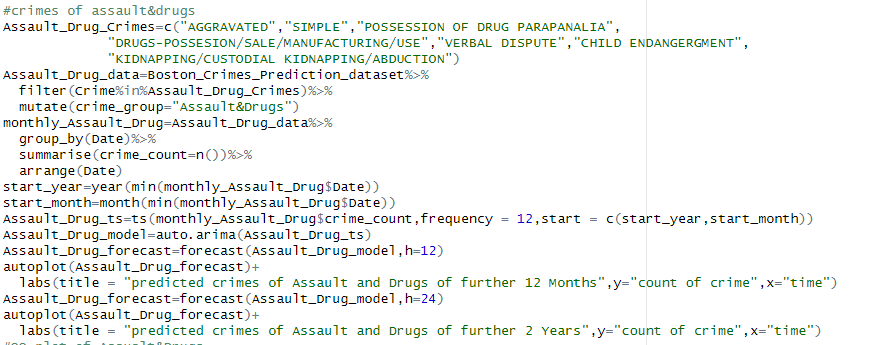 #crimes of assault&drugs
Assault_Drug_Crimes=c("AGGRAVATED","SIMPLE","POSSESSION OF DRUG PARAPANALIA",
"DRUGS-POSSESION/SALE/MANUFACTURING/USE","VERBAL DISPUTE","CHILD ENDANGERGMENT",
"KIDNAPPING/CUSTODIAL KIDNAPPING/ABDUCTION")
Assault_Drug_data=Boston_Crimes_Prediction_dataset%>%
filter(Crime%in%Assault_Drug_Crimes)%>%
mutate(crime_group="Assault&Drugs")
monthly_Assault_Drug=Assault_Drug_data%>%
group_by(Date)%>%
summarise(crime_count=n())%>%
arrange(Date)
start_year=year(min(monthly_Assault_Drug$Date))
start_month=month(min(monthly_Assault_Drug$Date))
Assault_Drug_ts=ts(monthly_Assault_Drug$crime_count,frequency = 12,start = c(start_year,start_month))
Assault_Drug_model=auto.arima(Assault_Drug_ts)
Assault_Drug_forecast=forecast(Assault_Drug_model,h=12)
autoplot(Assault_Drug_forecast)+
labs(title = "predicted crimes of Assault and Drugs of further 12 Months",y="count of crime",x="time")
Assault_Drug_forecast=forecast(Assault_Drug_model,h=24)
autoplot(Assault_Drug_forecast)+
labs(title = "predicted crimes of Assault and Drugs of further 2 Years",y="count of crime",x="time")